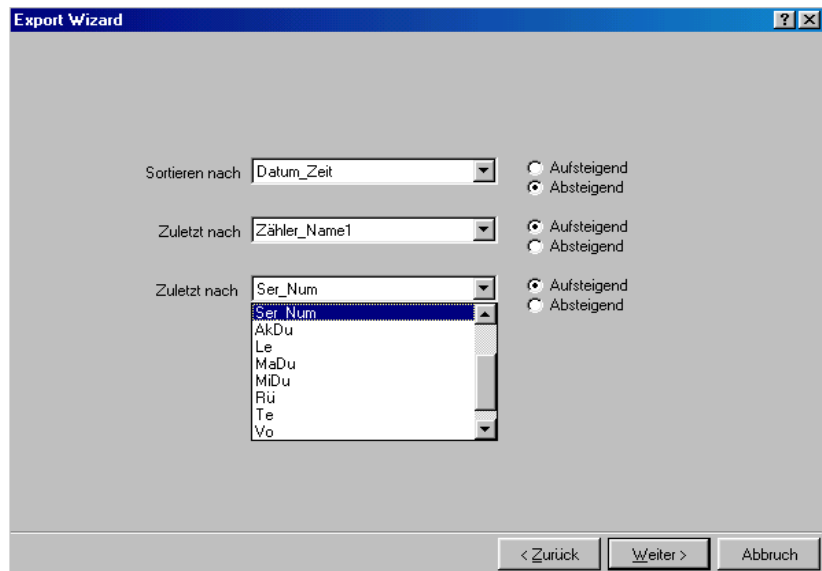 Export Wizard
Sortieren nach Datum_Zeit Aufsteigend
Absteigend
Zuletzt nach Zähler_Name1 Aufsteigend
Absteigend
Zuletzt nach Ser_Num Aufsteigend
Absteigend
Ser_Num
AkDu
Le
MaDu
MiDu
Rü
Te
Vo
< Zurück Weiter > Abbruch